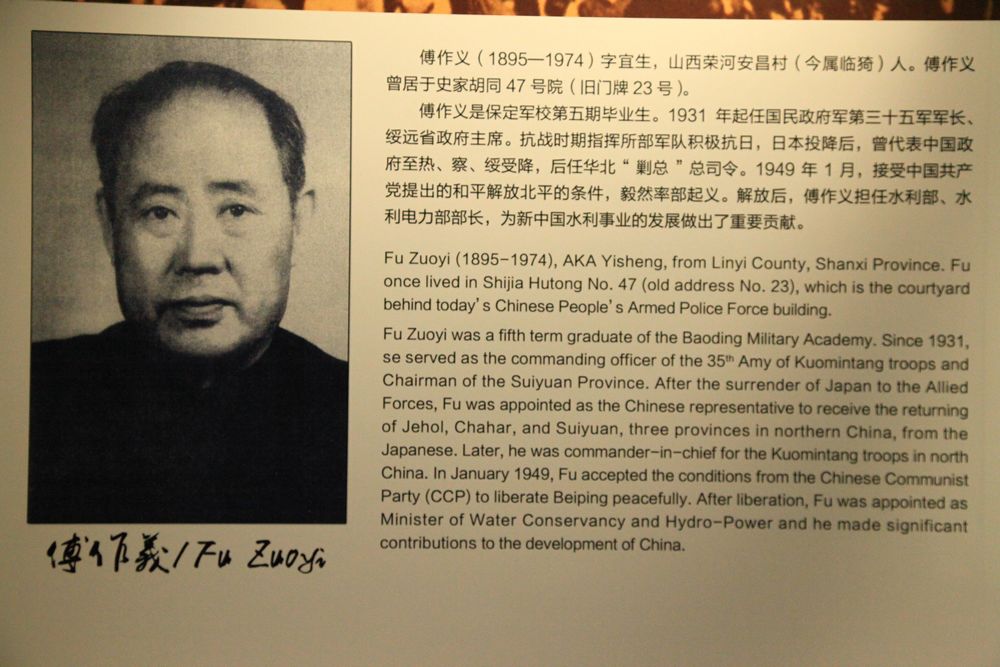 傅作义（1895—1974）字宜生，山西荣河安昌村（今属临猗）人。傅作义
曾居于史家胡同 47 号院（旧门牌 23 号）。
傅作义是保定军校第五期毕业生。1931 年起任国民政府军第三十五军军长、
绥远省政府主席。抗战时期指挥所部军队积极抗日，日本投降后，曾代表中国政
府至热、察、绥受降，后任华北“剿总”总司令。1949 年 1 月，接受中国共产
党提出的和平解放北平的条件，毅然率部起义。解放后，傅作义担任水利部、水
利电力部部长，为新中国水利事业的发展做出了重要贡献。
Fu Zuoyi (1895-1974), AKA Yisheng, from Linyi County, Shanxi Province. Fu
once lived in Shijia Hutong No. 47 (old address No. 23), which is the courtyard
behind today's Chinese People's Armed Police Force building.
Fu Zuoyi was a fifth term graduate of the Baoding Military Academy. Since 1931,
se served as the commanding officer of the 35th Amy of Kuomintang troops and
Chairman of the Suiyuan Province. After the surrender of Japan to the Allied
Forces, Fu was appointed as the Chinese representative to receive the returning
of Jehol, Chahar, and Suiyuan, three provinces in northern China, from the
Japanese. Later, he was commander-in-chief for the Kuomintang troops in north
China. In January 1949, Fu accepted the conditions from the Chinese Communist
Party (CCP) to liberate Beiping peacefully. After liberation, Fu was appointed as
Minister of Water Conservancy and Hydro-Power and he made significant
contributions to the development of China.
傅作義/Fu Zuoyi